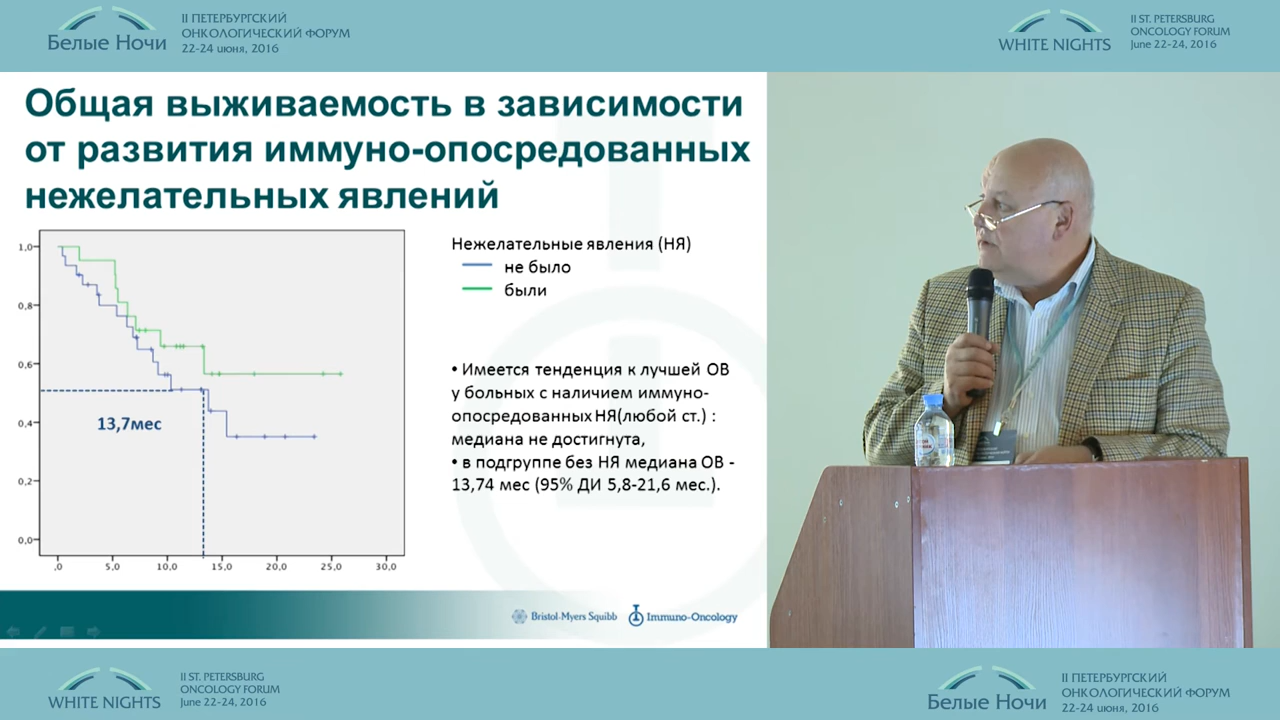 Белые Ночи
II ПЕТЕРБУРГСКИЙ
ОНКОЛОГИЧЕСКИЙ ФОРУМ
22-24 июня, 2016
WHITE NIGHTS
II ST. PETERSBURG
ONCOLOGY FORUM
June 22-24, 2016
Общая выживаемость в зависимости
от развития иммуно-опосредованных
нежелательных явлений
1,0
0,8
0,6
0,4
0,2
0,0
,0 5,0 10,0 15,0 20,0 25,0 30,0
13,7мес
Нежелательные явления (НЯ)
не было
были
• Имеется тенденция к лучшей ОВ
у больных с наличием иммуно-
опосредованных НЯ(любой ст.) :
медиана не достигнута,
• в подгруппе без НЯ медиана ОВ -
13,74 мес (95% ДИ 5,8-21,6 мес.).
Bristol-Myers Squibb
Immuno-Oncology
WHITE NIGHTS
II ST. PETERSBURG
ONCOLOGY FORUM
June 22-24, 2016
Белые Ночи
II ПЕТЕРБУРГСКИЙ
ОНКОЛОГИЧЕСКИЙ ФОРУМ
22-24 июня, 2016